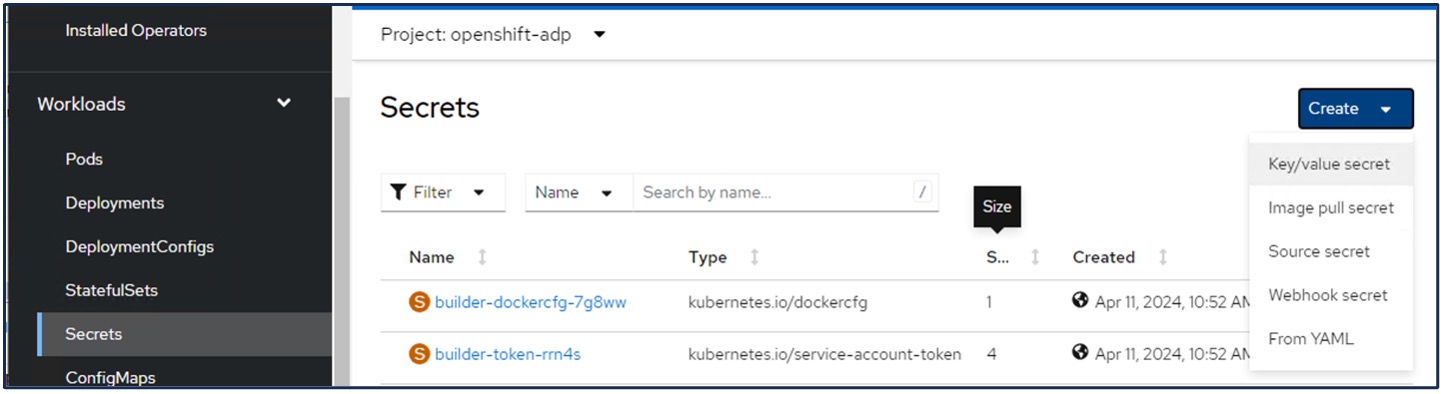 Installed Operators
Workloads
Pods
Deployments
DeploymentConfigs
StatefulSets
Secrets
ConfigMaps
Project: openshift-adp
Secrets
Create
Key/value secret
Image pull secret
Source secret
Webhook secret
From YAML
Filter
Name
Search by name...
/
Size
Name Type S... Created
S builder-dockercfg-7g8ww kubernetes.io/dockercfg 1 Apr 11, 2024, 10:52 AM
S builder-token-rrn4s kubernetes.io/service-account-token 4 Apr 11, 2024, 10:52 AM